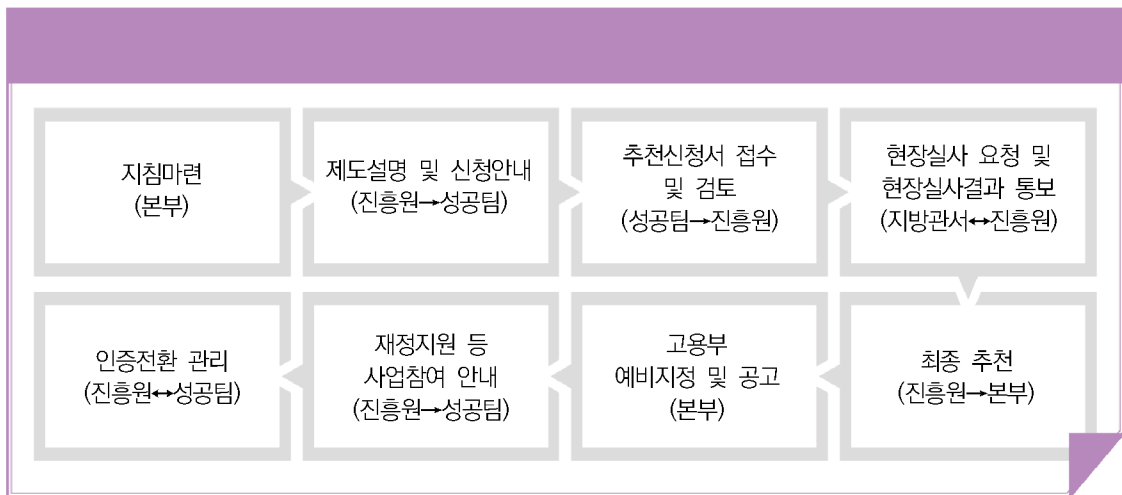 지침마련
(본부)
제도설명 및 신청안내
(진흥원→성공팀)
추천신청서 접수
및 검토
(성공팀→진흥원)
현장실사 요청 및
현장실사결과 통보
(지방관서↔진흥원)
최종 추천
(진흥원→본부)
고용부
예비지정 및 공고
(본부)
재정지원 등
사업참여 안내
(진흥원→성공팀)
인증전환 관리
(진흥원↔성공팀)